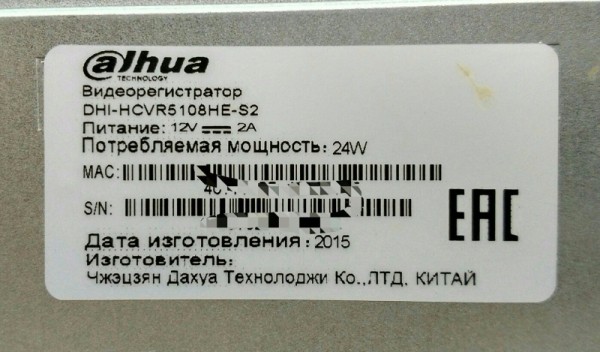 alhua
TECHNOLOGY
Видеорегистратор
DHI-HCVR5108HE-S2
Питание: 12V 2A
Потребляемая мощность: 24W
MAC:
S/N:
EAC
Дата изготовления: 2015
Изготовитель:
Чжэцзян Дахуа Технолоджи Ко.,ЛТД, КИТАЙ